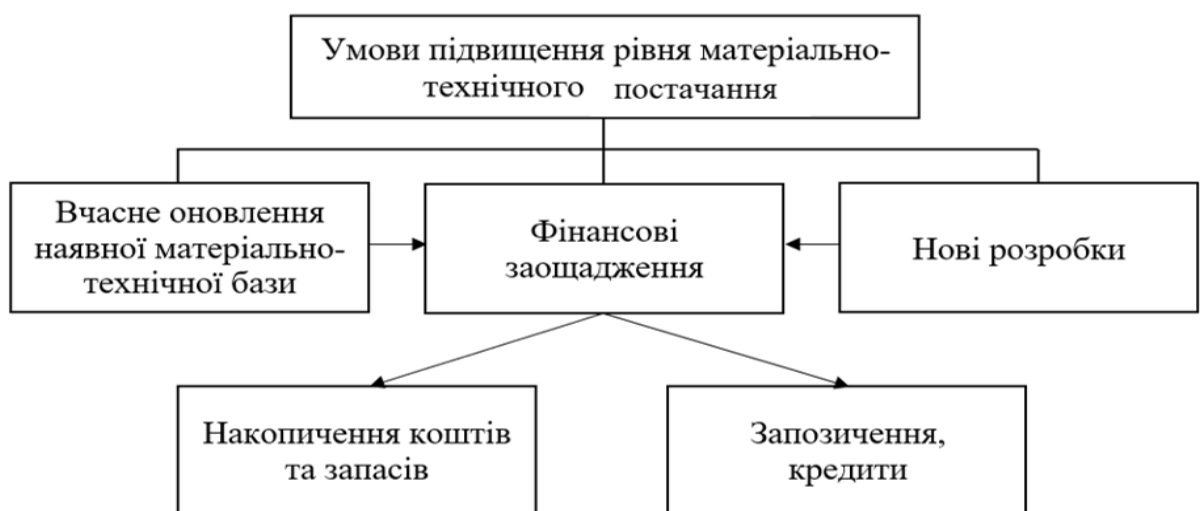 Умови підвищення рівня матеріально-
технічного постачання
Вчасне оновлення
наявної матеріально-
технічної бази
Фінансові
заощадження
Нові розробки
Накопичення коштів
та запасів
Запозичення,
кредити